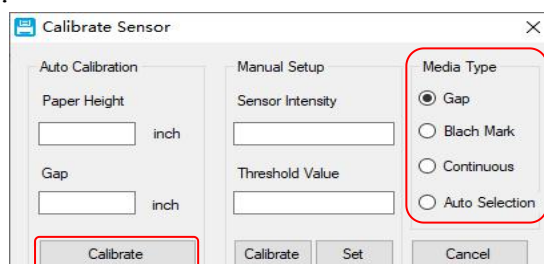 Calibrate Sensor
Auto Calibration
Paper Height
inch
Gap
inch
Calibrate
Manual Setup
Sensor Intensity
Threshold Value
Calibrate
Set
Media Type
Gap
Blach Mark
Continuous
Auto Selection
Cancel